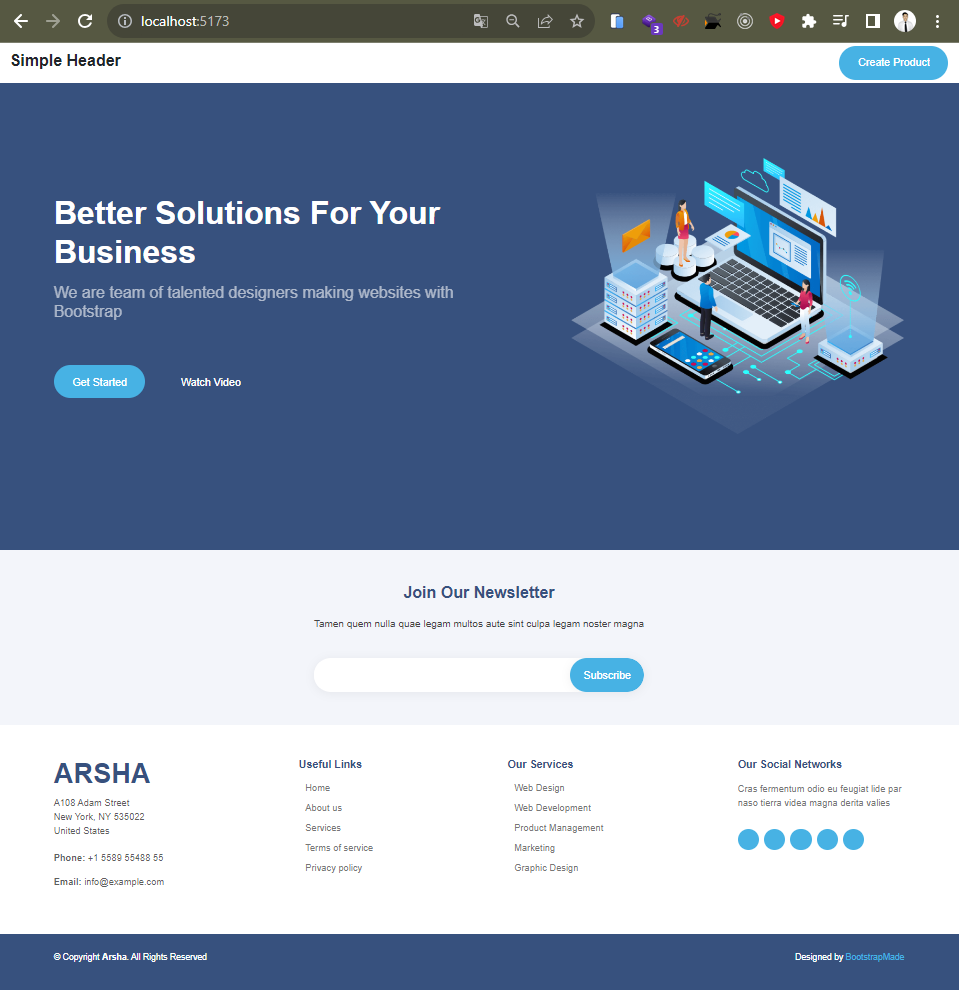 localhost:5173
3
Simple Header
Create Product
Better Solutions For Your
Business
We are team of talented designers making websites with
Bootstrap
Get Started
Watch Video
Join Our Newsletter
Tamen quem nulla quae legam multos aute sint culpa legam noster magna
Subscribe
ARSHA
A108 Adam Street
New York, NY 535022
United States
Phone: +1 5589 55488 55
Email: info@example.com
Useful Links
Home
About us
Services
Terms of service
Privacy policy
Our Services
Web Design
Web Development
Product Management
Marketing
Graphic Design
Our Social Networks
Cras fermentum odio eu feugiat lide par
naso tierra videa magna derita valies
© Copyright Arsha. All Rights Reserved
Designed by BootstrapMade